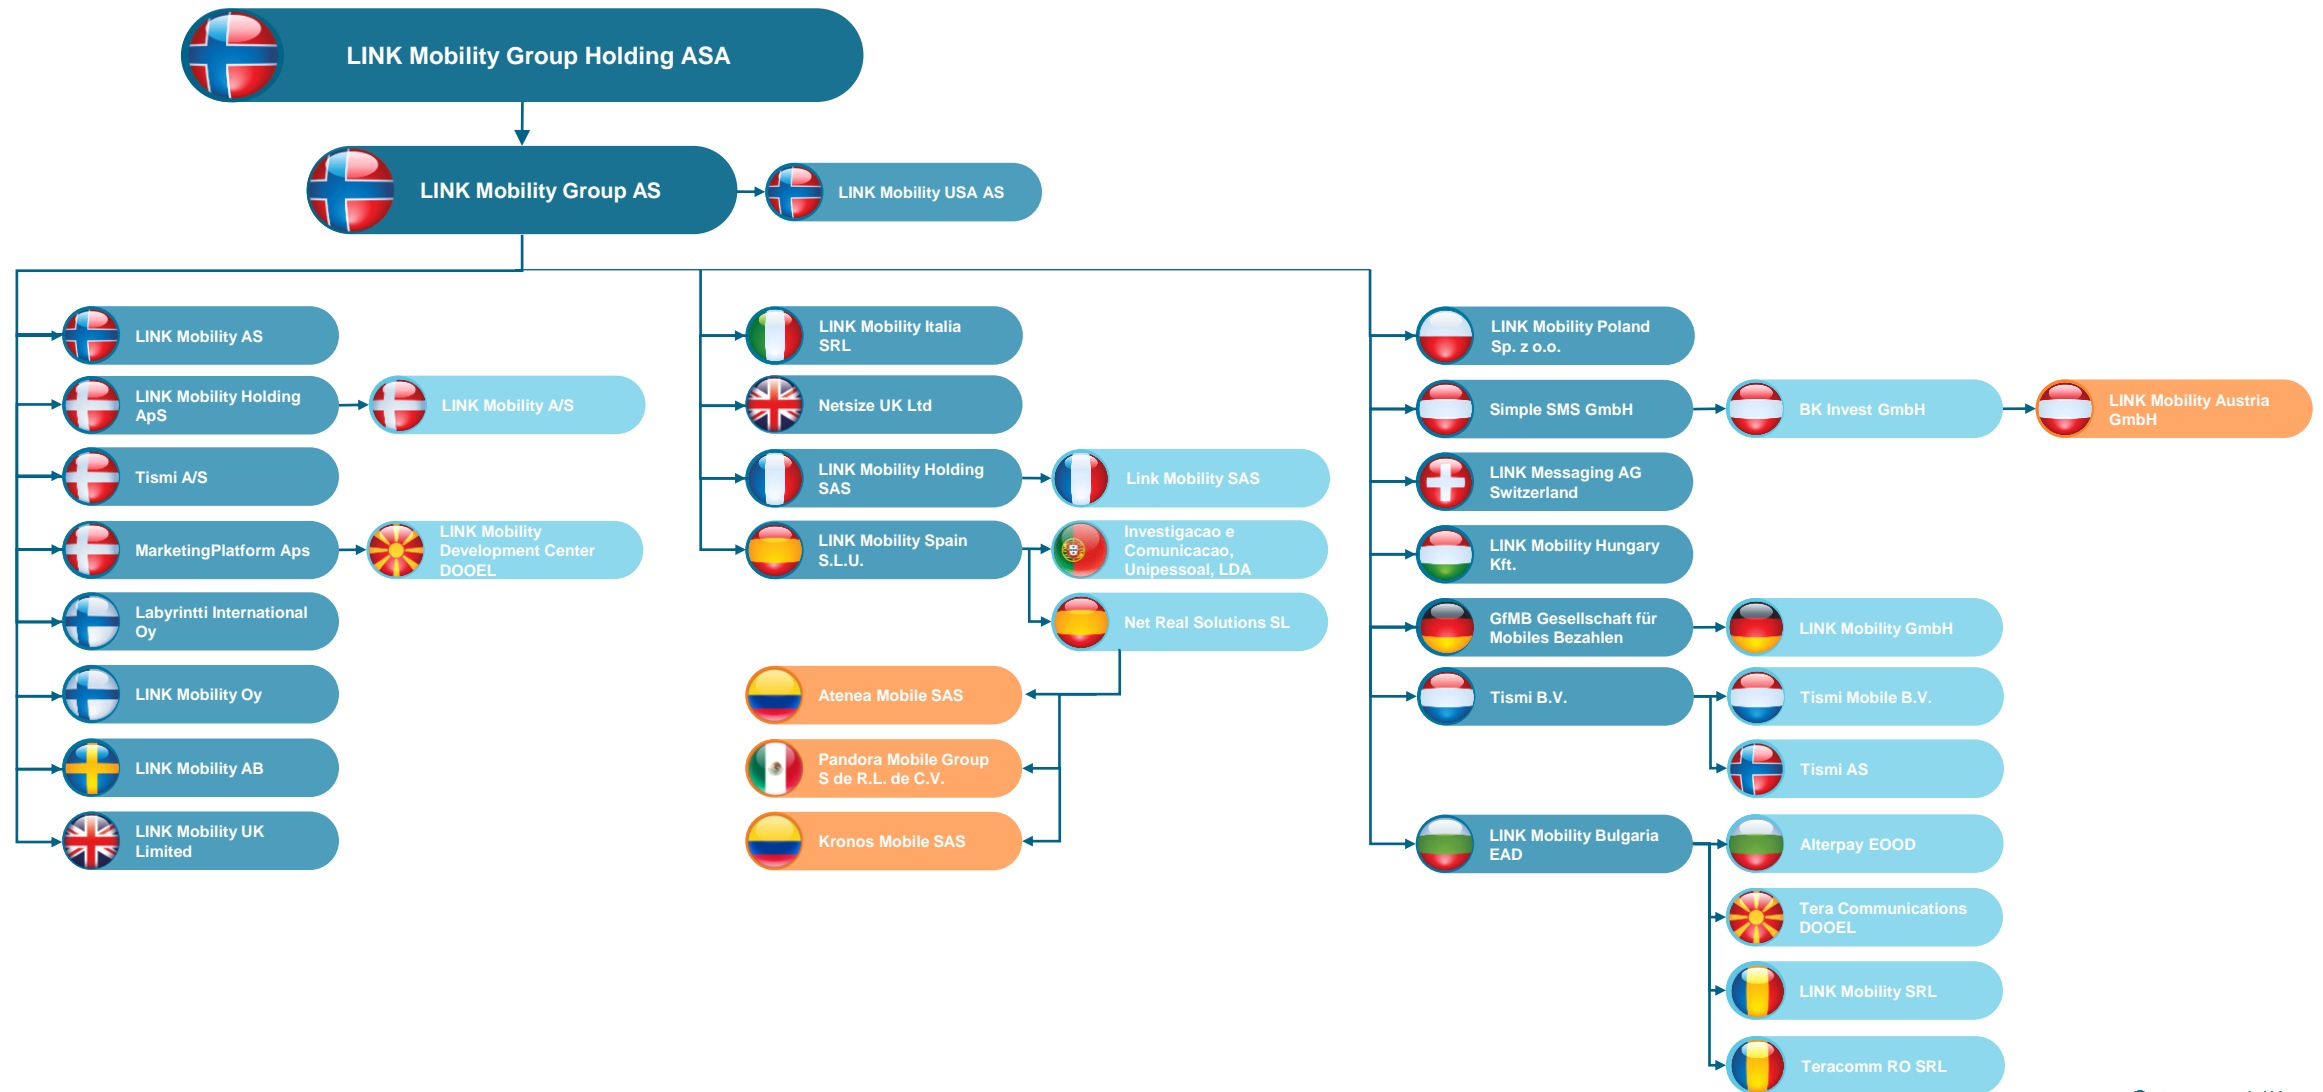 LINK Mobility Group Holding ASA
LINK Mobility Group AS
LINK Mobility USA AS
LINK Mobility AS
LINK Mobility Holding
ApS
LINK Mobility A/S
Tismi A/S
MarketingPlatform Aps
LINK Mobility
Development Center
DOOEL
Labyrintti International
Oy
LINK Mobility Oy
LINK Mobility AB
LINK Mobility UK
Limited
LINK Mobility Italia
SRL
Netsize UK Ltd
LINK Mobility Holding
SAS
Link Mobility SAS
LINK Mobility Spain
S.L.U.
Investigacao e
Comunicacao,
Unipessoal, LDA
Net Real Solutions SL
Atenea Mobile SAS
Pandora Mobile Group
S de R.L. de C.V.
Kronos Mobile SAS
LINK Mobility Poland
Sp. z o.o.
Simple SMS GmbH
BK Invest GmbH
LINK Mobility Austria
GmbH
LINK Messaging AG
Switzerland
LINK Mobility Hungary
Kft.
GfMB Gesellschaft für
Mobiles Bezahlen
LINK Mobility GmbH
Tismi B.V.
Tismi Mobile B.V.
Tismi AS
LINK Mobility Bulgaria
EAD
Alterpay EOOD
Tera Communications
DOOEL
LINK Mobility SRL
Teracomm RO SRL